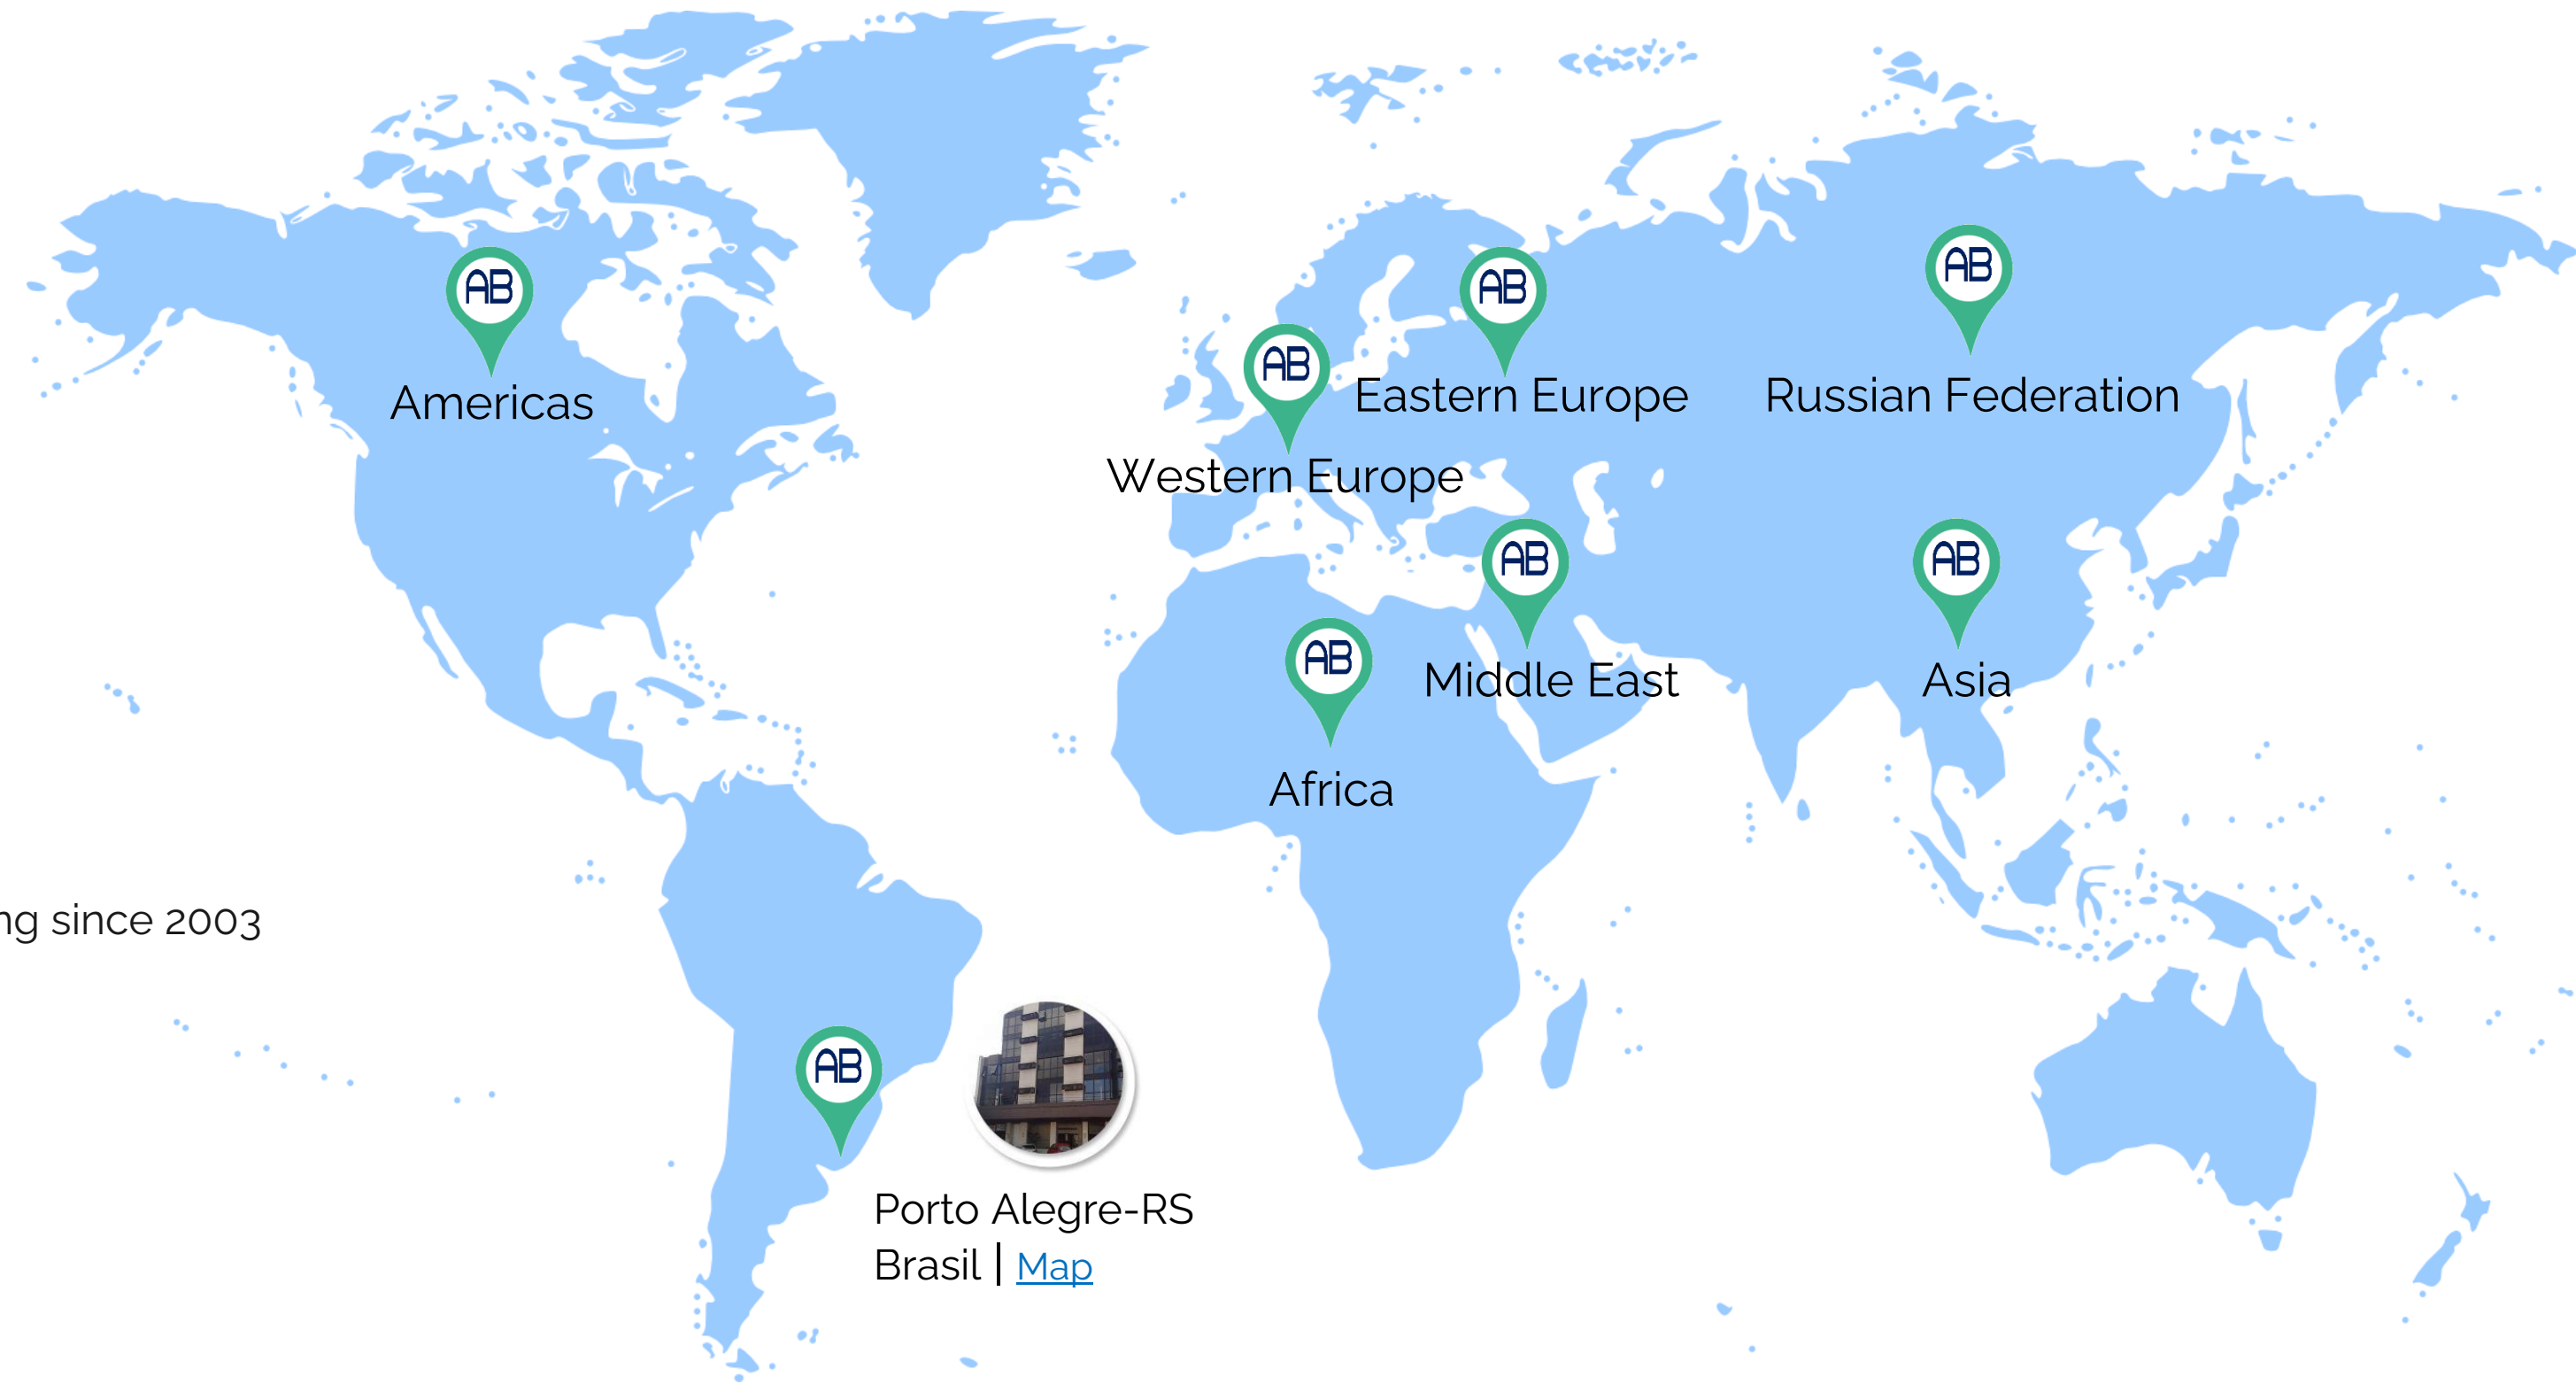 AB
AB
AB
Americas
Eastern Europe
Russian Federation
AB
Western Europe
AB
AB
AB
Middle East
Asia
Africa
ng since 2003
AB
Porto Alegre-RS
Brasil | Map